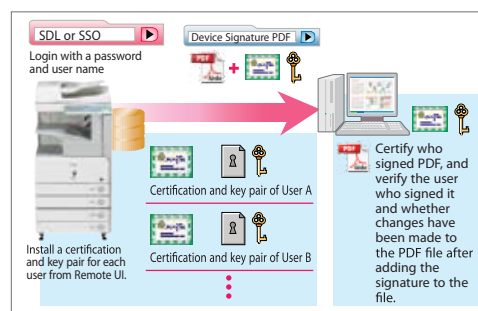 SDL or SSO
Login with a password
and user name
Device Signature PDF
PDF
Certification and key pair of User A
Certification and key pair of User B
Install a certification
and key pair for each
user from Remote UI.
PDF
Certify who
signed PDF, and
verify the user
who signed it
and whether
changes have
been made to
the PDF file after
adding the
signature to the
file.